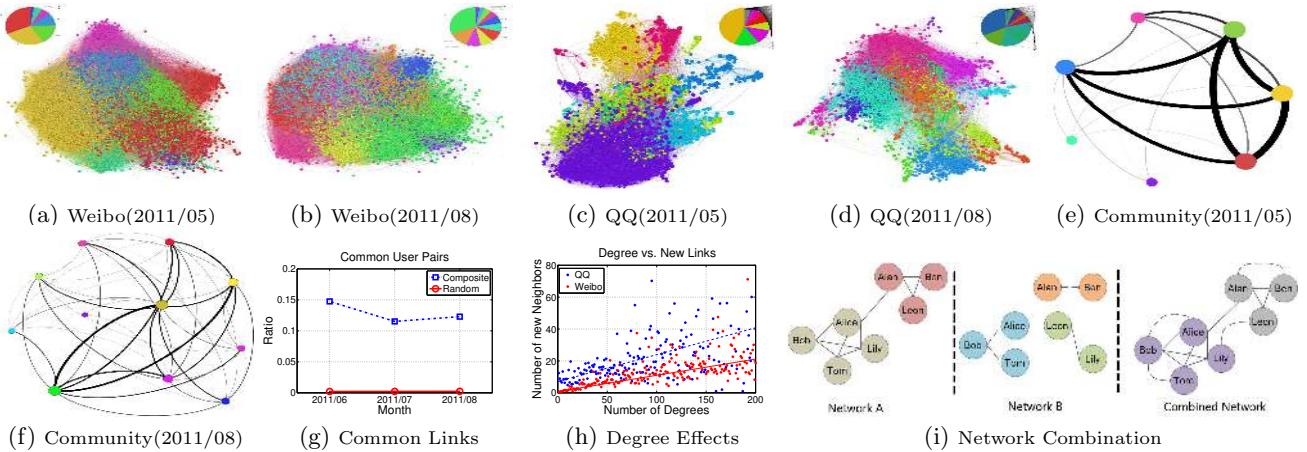 (a) Weibo(2011/05)
(b) Weibo(2011/08)
(c) QQ(2011/05)
(d) QQ(2011/08)
(e) Community(2011/05)
(f) Community(2011/08)
Common User Pairs
Composite
Random
0.2
0.15
0.1
0.05
0
Ratio
2011/06
2011/07
2011/08
Month
(g) Common Links
Degree vs. New Links
QQ
Weibo
80
60
40
20
0
Number of new Neighbors
0
50
100
150
200
Number of Degrees
(h) Degree Effects
Alan
Ben
Leon
Alice
Bob
Lily
Tom
Network A
Alan
Ben
Alice
Leon
Bob
Tom
Lily
Network B
Alan
Ben
Leon
Alice
Bob
Lily
Tom
Combined Network
(i) Network Combination